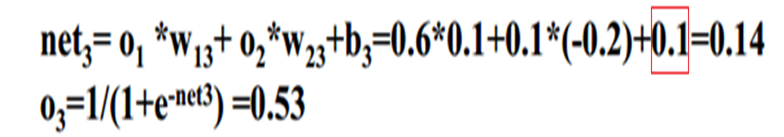 net₃= o₁ *w₁₃+ o₂*w₂₃+b₃=0.6*0.1+0.1*(-0.2)+0.1=0.14
o₃=1/(1+e⁻ⁿᵉᵗ³) =0.53